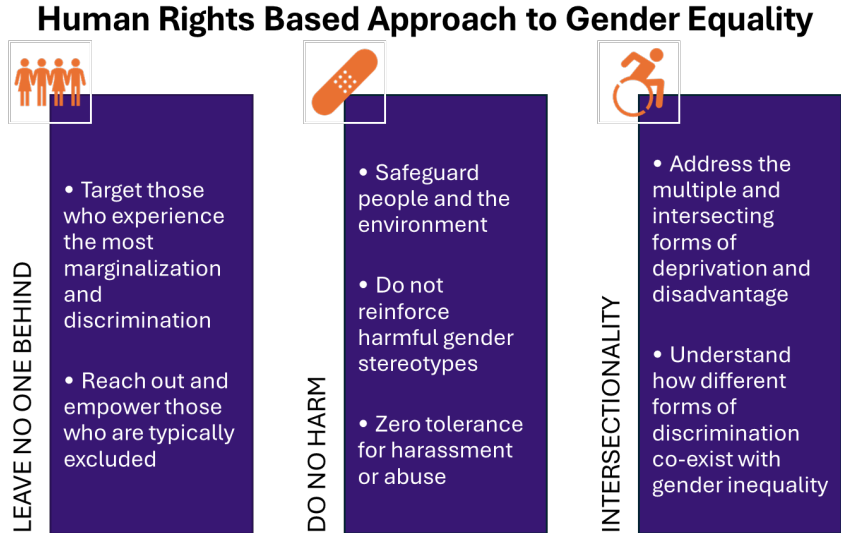 Human Rights Based Approach to Gender Equality
LEAVE NO ONE BEHIND
• Target those
who experience
the most
marginalization
and
discrimination
• Reach out and
empower those
who are typically
excluded
DO NO HARM
• Safeguard
people and the
environment
• Do not
reinforce
harmful gender
stereotypes
• Zero tolerance
for harassment
or abuse
INTERSECTIONALITY
• Address the
multiple and
intersecting
forms of
deprivation and
disadvantage
• Understand
how different
forms of
discrimination
co-exist with
gender inequality